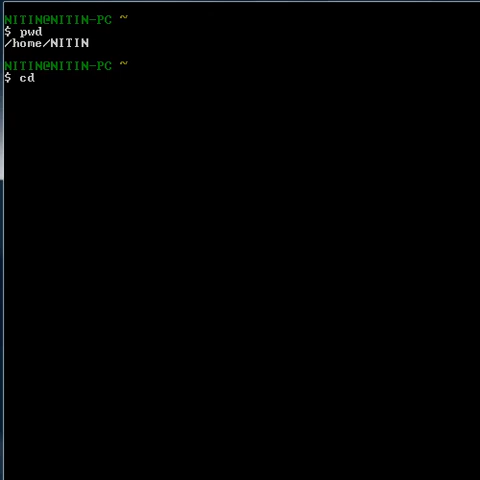 NITIN@NITIN-PC ~
$ pwd
/home/NITIN
NITIN@NITIN-PC ~
$ cd